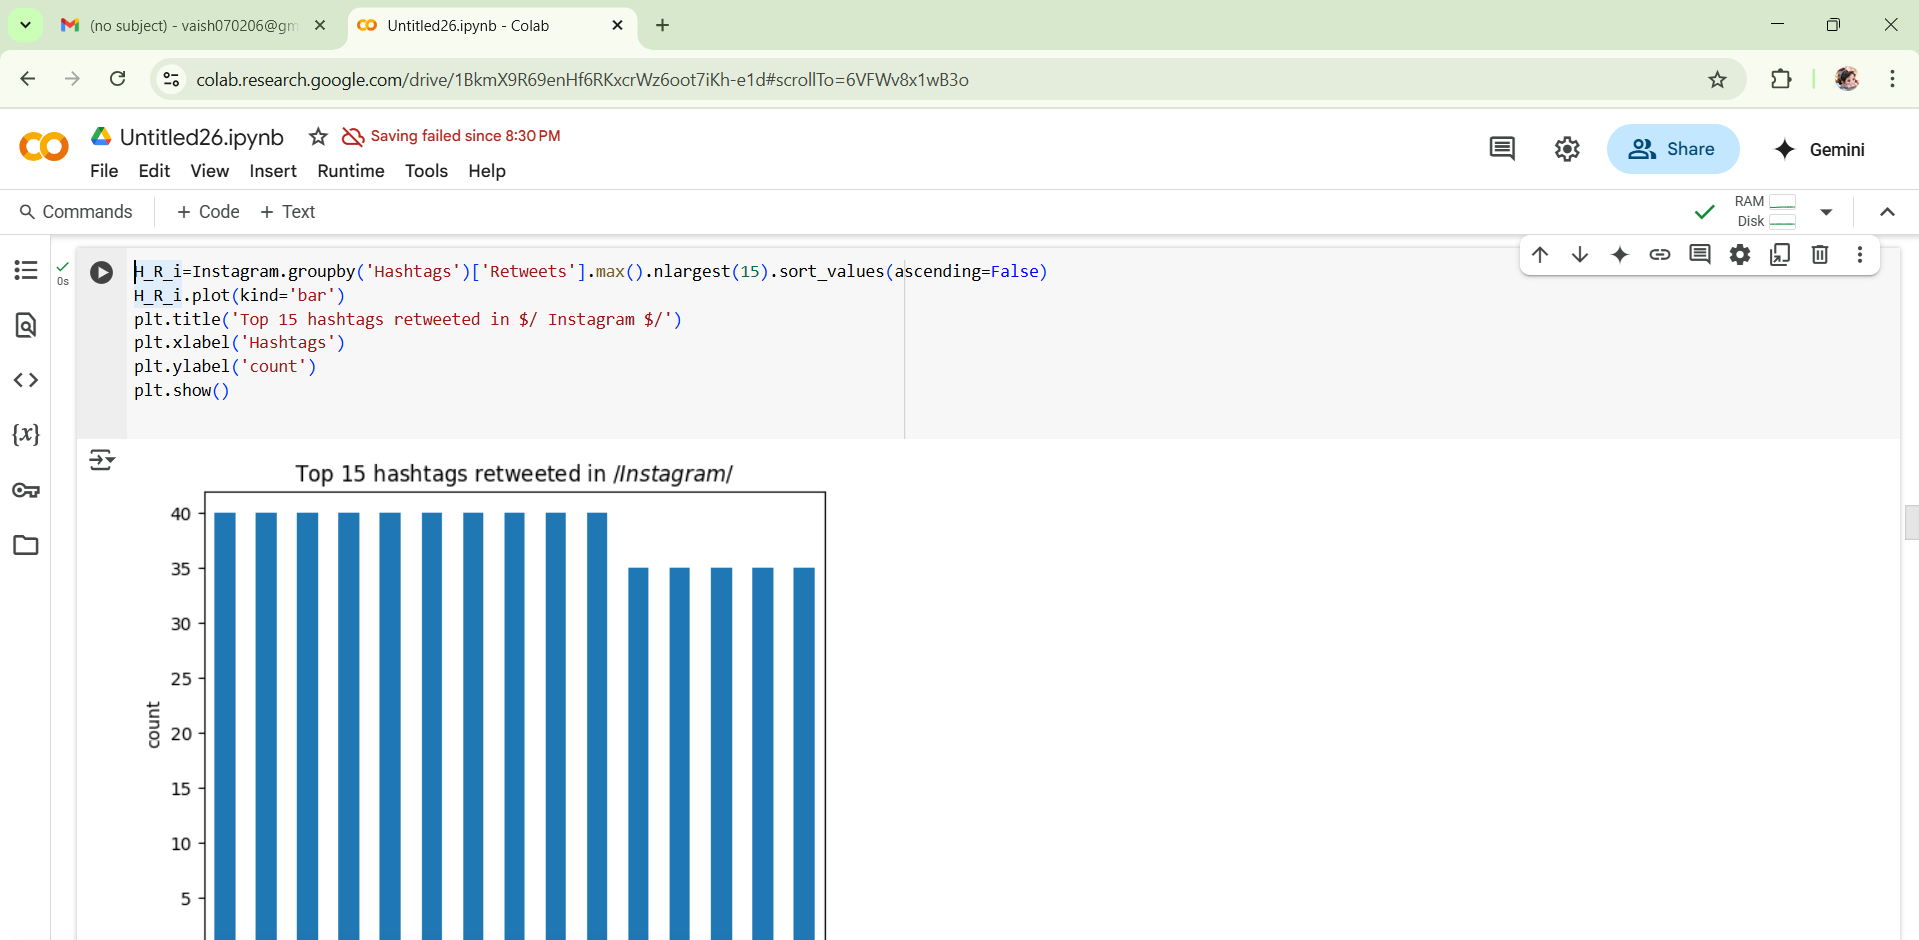 (no subject) - vaish070206@gm
Untitled26.ipynb - Colab
colab.research.google.com/drive/1BkmX9R69enHf6RKxcrWz6oot7iKh-e1d#scrollTo=6VFWv8x1wB3o
Untitled26.ipynb
Saving failed since 8:30 PM
File Edit View Insert Runtime Tools Help
Share
Gemini
Commands + Code + Text
RAM
Disk
0s
H_R_i=Instagram.groupby('Hashtags')['Retweets'].max().nlargest(15).sort_values(ascending=False)
H_R_i.plot(kind='bar')
plt.title('Top 15 hashtags retweeted in $/ Instagram $/')
plt.xlabel('Hashtags')
plt.ylabel('count')
plt.show()
{x}
Top 15 hashtags retweeted in /Instagram/
40
35
30
25
20
15
10
5
count